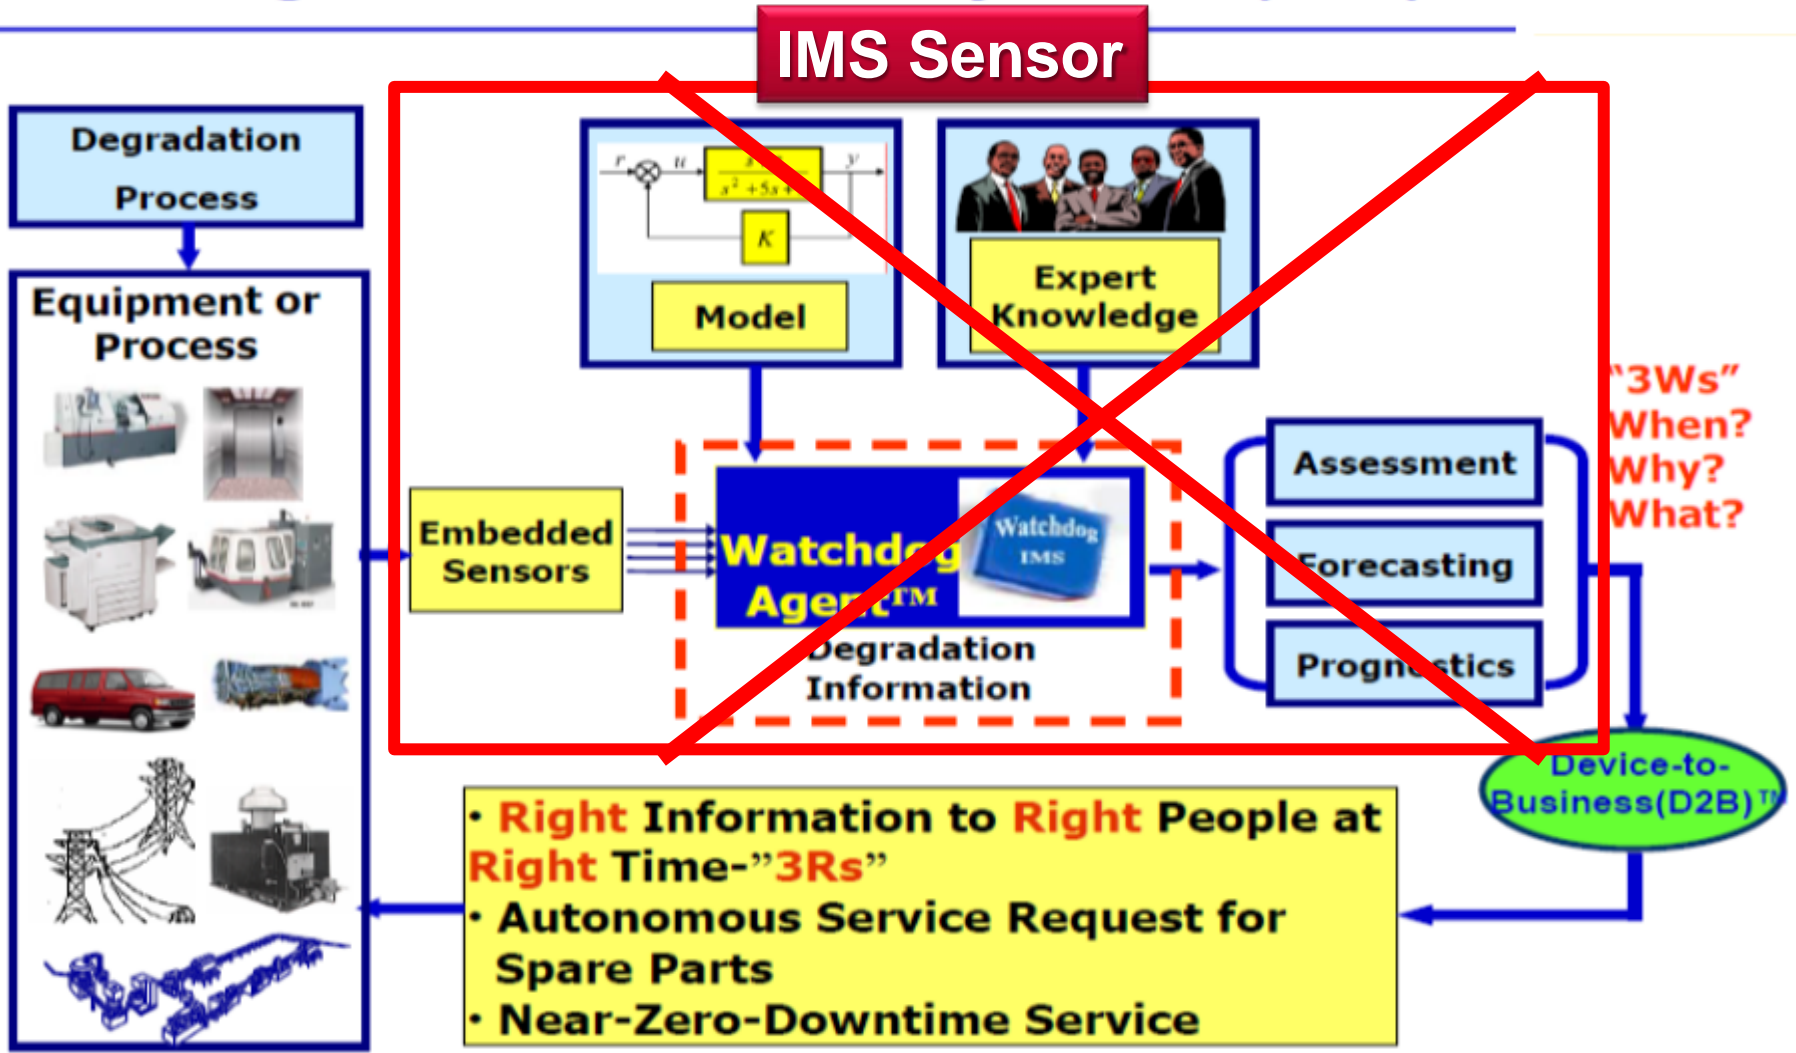 IMS Sensor
Degradation
Process
Equipment or
Process
r
u
y
K
Model
Expert
Knowledge
Embedded
Sensors
Watchdog
Agent™
Watchdog
IMS
Degradation
Information
Assessment
Forecasting
Prognostics
“3Ws”
When?
Why?
What?
Device-to-
Business(D2B)™
• Right Information to Right People at
Right Time-”3Rs”
• Autonomous Service Request for
Spare Parts
• Near-Zero-Downtime Service